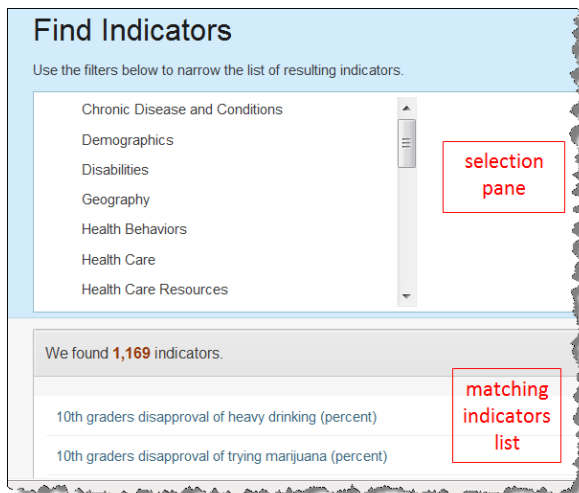 Find Indicators
Use the filters below to narrow the list of resulting indicators.
Chronic Disease and Conditions
Demographics
Disabilities
Geography
Health Behaviors
Health Care
Health Care Resources
selection
pane
We found 1,169 indicators.
10th graders disapproval of heavy drinking (percent)
10th graders disapproval of trying marijuana (percent)
matching
indicators
list